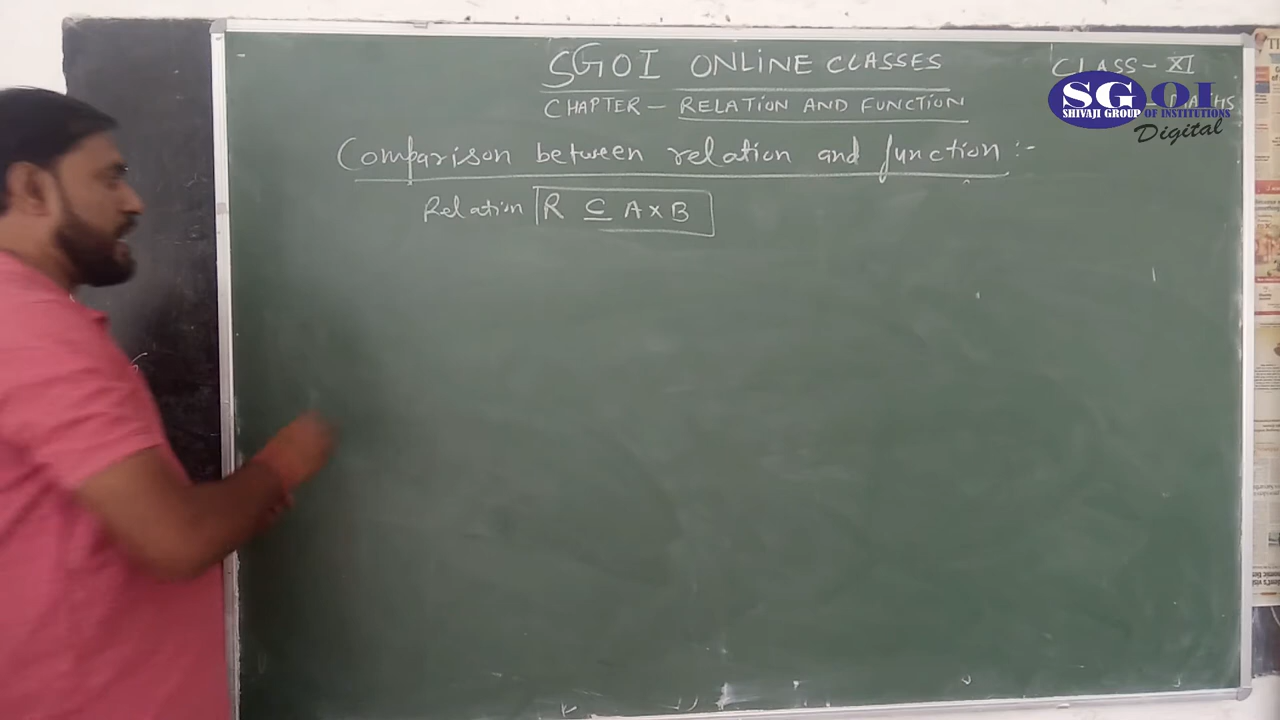 SGOI ONLINE CLASSES
CLASS - XI
CHAPTER - RELATION AND FUNCTION
- MATHS
SGOI
SHIVAJI GROUP OF INSTITUTIONS
Digital
Comparison between relation and function :-
Relation R ⊆ A × B